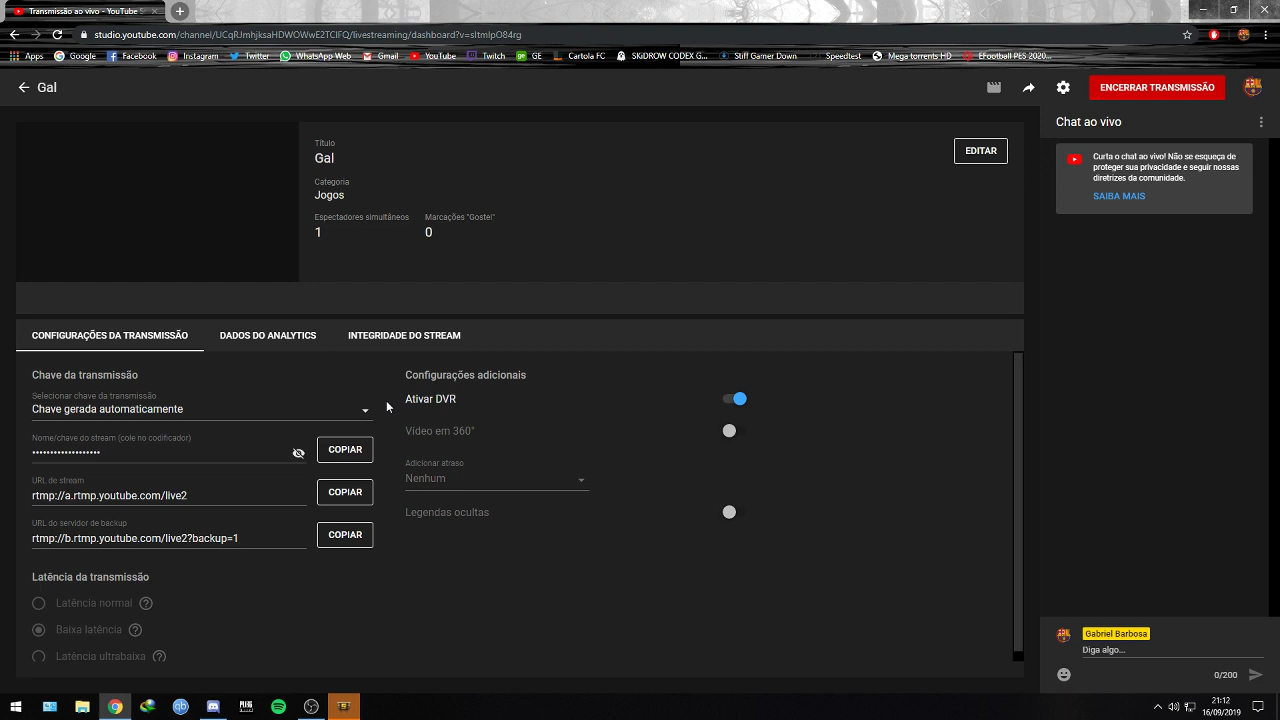 Transmissão ao vivo - YouTube S
studio.youtube.com/channel/UCqRJmhjksaHDWOWwE2TClFQ/livestreaming/dashboard?v=sltmlpO84rg
Apps
Google
Facebook
Instagram
Twitter
WhatsApp Web
Gmail
YouTube
Twitch
GE
Cartola FC
SKiDROW CODEX G...
Stiff Gamer Down
Speedtest
Mega torrents HD
EFootball PES 2020...
Gal
ENCERRAR TRANSMISSÃO
Título
Gal
EDITAR
Categoria
Jogos
Espectadores simultâneos
Marcações "Gostei"
1
0
CONFIGURAÇÕES DA TRANSMISSÃO
DADOS DO ANALYTICS
INTEGRIDADE DO STREAM
Chave da transmissão
Selecionar chave da transmissão
Chave gerada automaticamente
Nome/chave do stream (cole no codificador)
•••••••••••••••••••
COPIAR
URL de stream
rtmp://a.rtmp.youtube.com/live2
COPIAR
URL do servidor de backup
rtmp://b.rtmp.youtube.com/live2?backup=1
COPIAR
Latência da transmissão
Latência normal
Baixa latência
Latência ultrabaixa
Configurações adicionais
Ativar DVR
Vídeo em 360°
Adicionar atraso
Nenhum
Legendas ocultas
Chat ao vivo
Curta o chat ao vivo! Não se esqueça de
proteger sua privacidade e seguir nossas
diretrizes da comunidade.
SAIBA MAIS
Gabriel Barbosa
Diga algo...
0/200
PUBG
21:12
16/09/2019